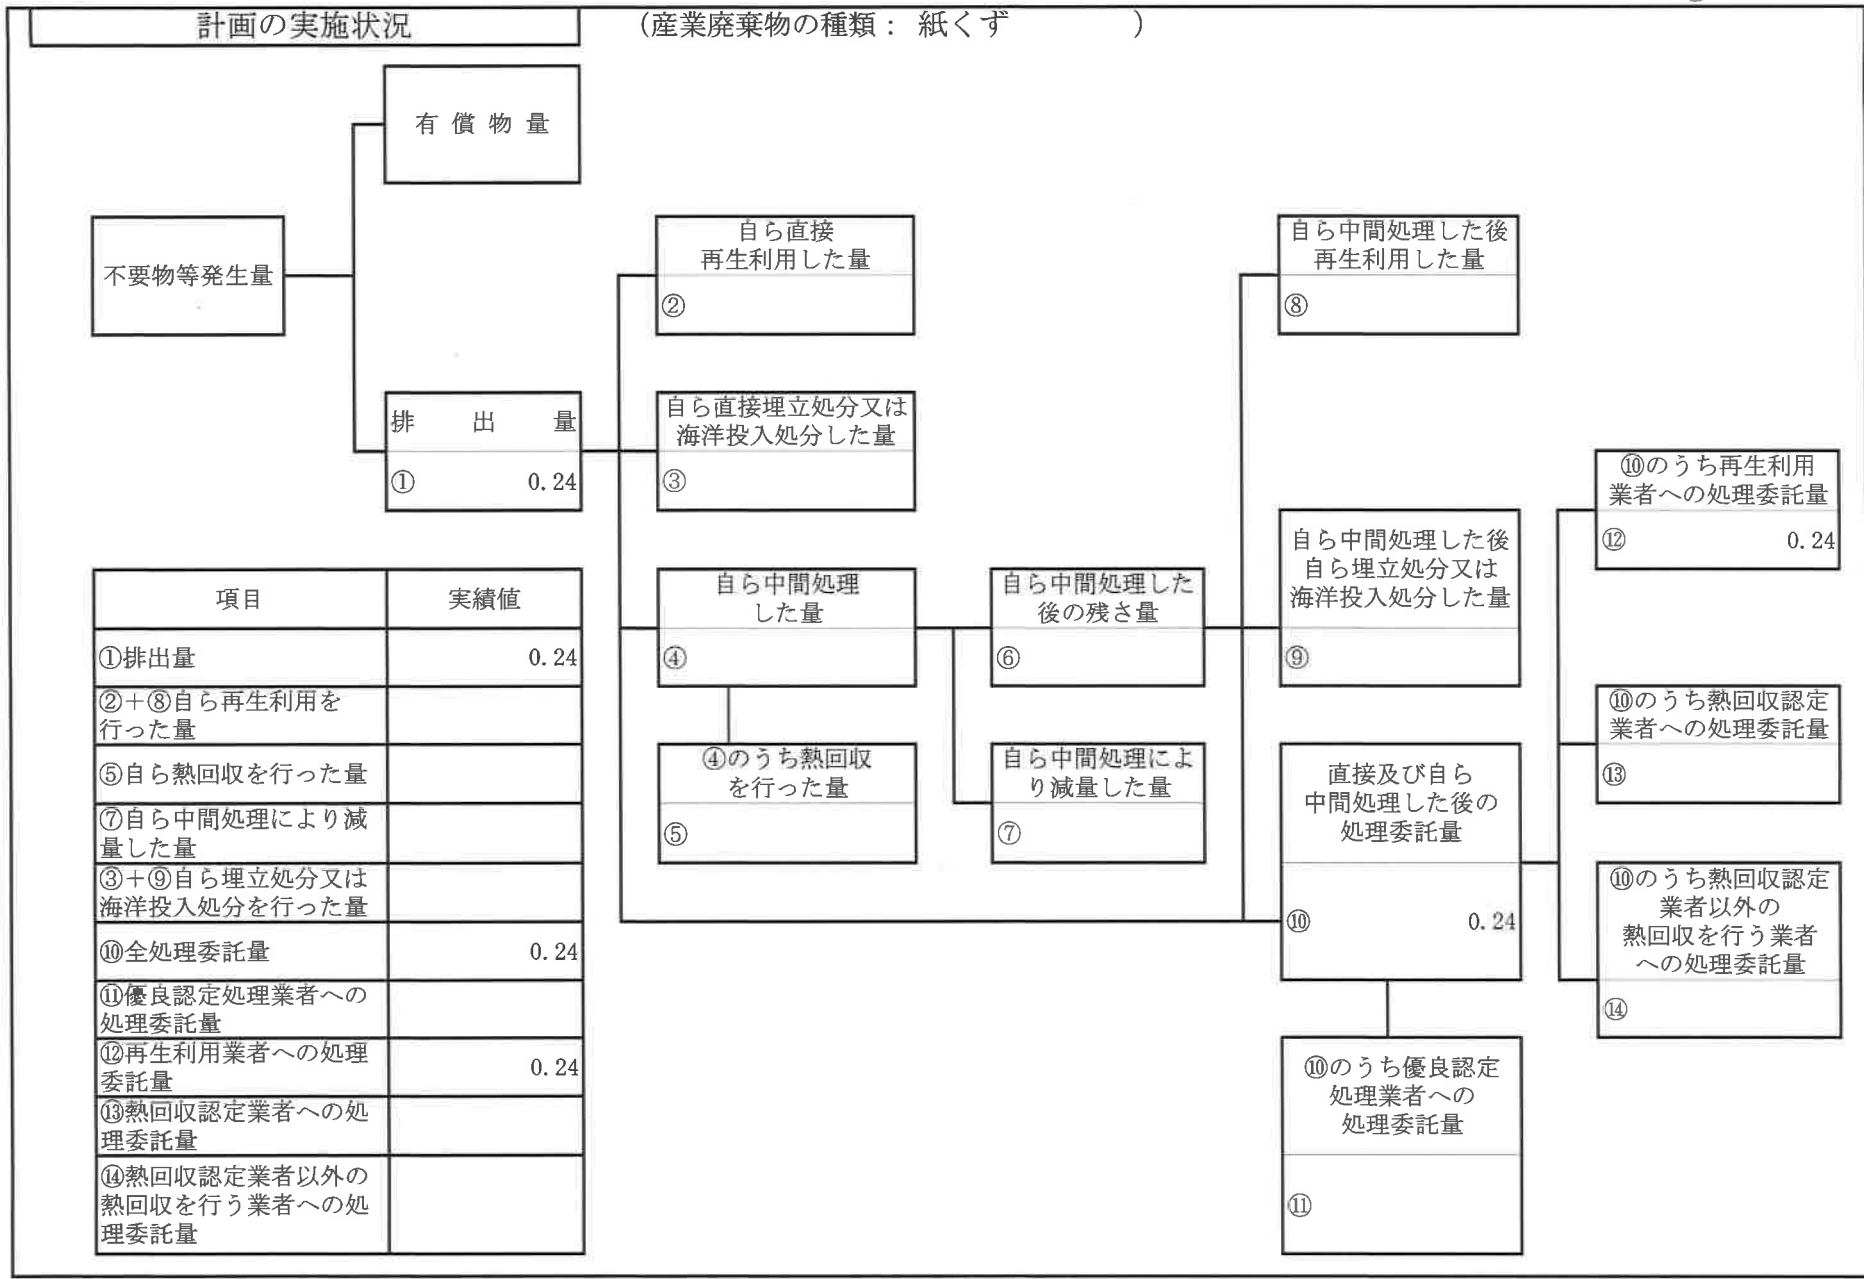 計画の実施状況
（産業廃棄物の種類： 紙くず　　　　）
有 償 物 量
不要物等発生量
排 出 量
① 0.24
自ら直接
再生利用した量
②
自ら直接埋立処分又は
海洋投入処分した量
③
自ら中間処理
した量
④
④のうち熱回収
を行った量
⑤
自ら中間処理した
後の残さ量
⑥
自ら中間処理によ
り減量した量
⑦
自ら中間処理した後
再生利用した量
⑧
自ら中間処理した後
自ら埋立処分又は
海洋投入処分した量
⑨
直接及び自ら
中間処理した後の
処理委託量
⑩ 0.24
⑩のうち優良認定
処理業者への
処理委託量
⑪
⑩のうち再生利用
業者への処理委託量
⑫ 0.24
⑩のうち熱回収認定
業者への処理委託量
⑬
⑩のうち熱回収認定
業者以外の
熱回収を行う業者
への処理委託量
⑭
項目 実績値
①排出量 0.24
②＋⑧自ら再生利用を
行った量
⑤自ら熱回収を行った量
⑦自ら中間処理により減
量した量
③＋⑨自ら埋立処分又は
海洋投入処分を行った量
⑩全処理委託量 0.24
⑪優良認定処理業者への
処理委託量
⑫再生利用業者への処理
委託量 0.24
⑬熱回収認定業者への処
理委託量
⑭熱回収認定業者以外の
熱回収を行う業者への処
理委託量